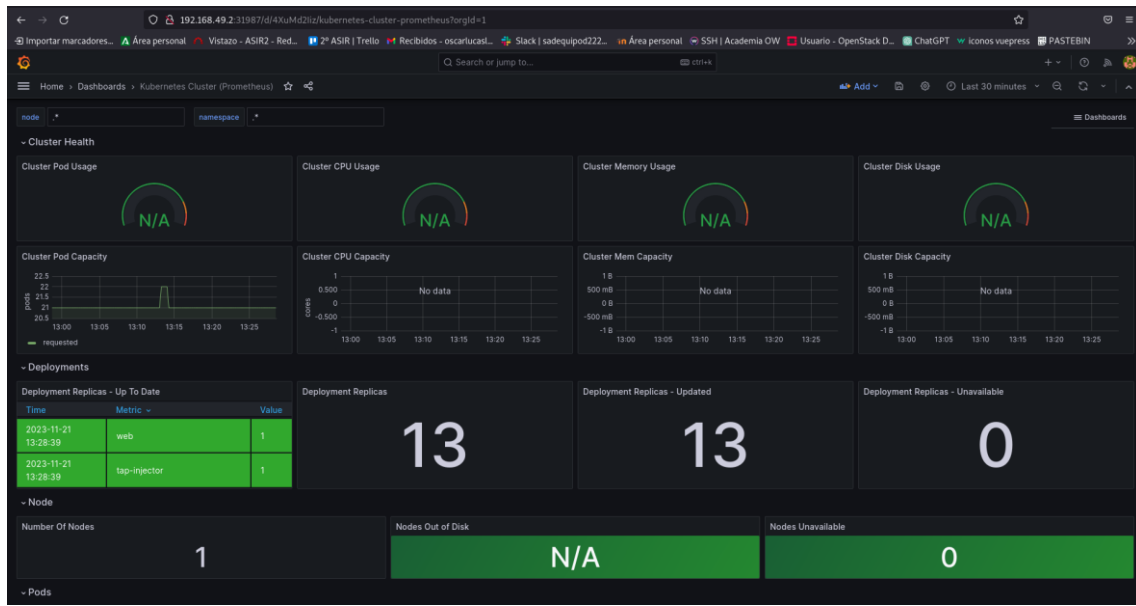 192.168.49.2:31987/d/4XuMd2Iiz/kubernetes-cluster-prometheus?orgId=1
Importar marcadores... Área personal Vistazo - ASIR2 - Red... 2º ASIR | Trello Recibidos - oscarlucasl... Slack | sadequipod222... Área personal SSH | Academia OW Usuario - OpenStack D... ChatGPT iconos vuepress PASTEBIN
Search or jump to... ctrl+k
Home › Dashboards › Kubernetes Cluster (Prometheus) Add Last 30 minutes
node .* namespace .* Dashboards
Cluster Health
Cluster Pod Usage Cluster CPU Usage Cluster Memory Usage Cluster Disk Usage
N/A N/A N/A N/A
Cluster Pod Capacity
22.5
22
21.5
21
20.5
pods
13:00 13:05 13:10 13:15 13:20 13:25
requested
Cluster CPU Capacity
1
0.500
0
-0.500
-1
cores
No data
13:00 13:05 13:10 13:15 13:20 13:25
Cluster Mem Capacity
1 B
500 mB
0 B
-500 mB
-1 B
No data
13:00 13:05 13:10 13:15 13:20 13:25
Cluster Disk Capacity
1 B
500 mB
0 B
-500 mB
-1 B
No data
13:00 13:05 13:10 13:15 13:20 13:25
Deployments
Deployment Replicas - Up To Date
Time Metric Value
2023-11-21
13:28:39
web 1
2023-11-21
13:28:39
tap-injector 1
Deployment Replicas
13
Deployment Replicas - Updated
13
Deployment Replicas - Unavailable
0
Node
Number Of Nodes
1
Nodes Out of Disk
N/A
Nodes Unavailable
0
Pods